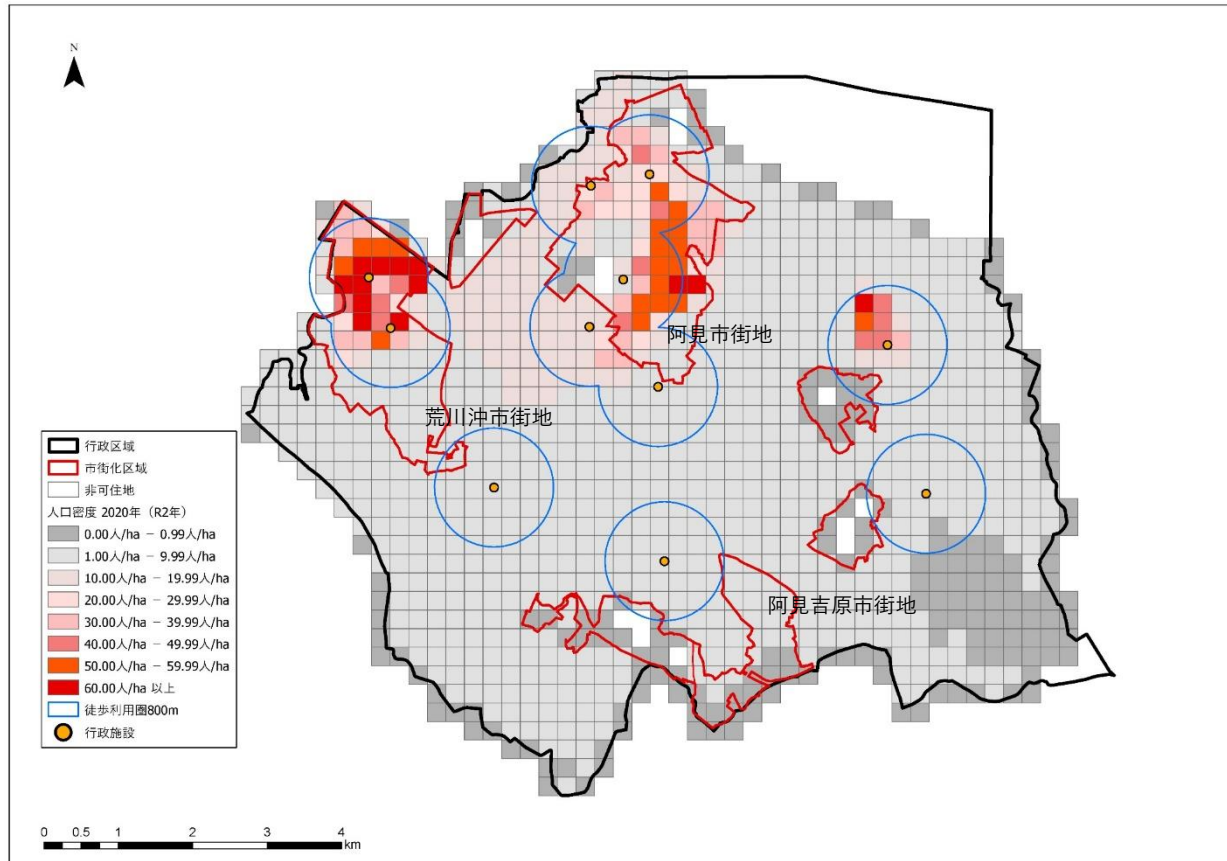 N
阿見市街地
荒川沖市街地
阿見吉原市街地
行政区域
市街化区域
非可住地
人口密度 2020年（R2年）
0.00人/ha － 0.99人/ha
1.00人/ha － 9.99人/ha
10.00人/ha － 19.99人/ha
20.00人/ha － 29.99人/ha
30.00人/ha － 39.99人/ha
40.00人/ha － 49.99人/ha
50.00人/ha － 59.99人/ha
60.00人/ha 以上
徒歩利用圏800m
行政施設
0 0.5 1 2 3 4
km